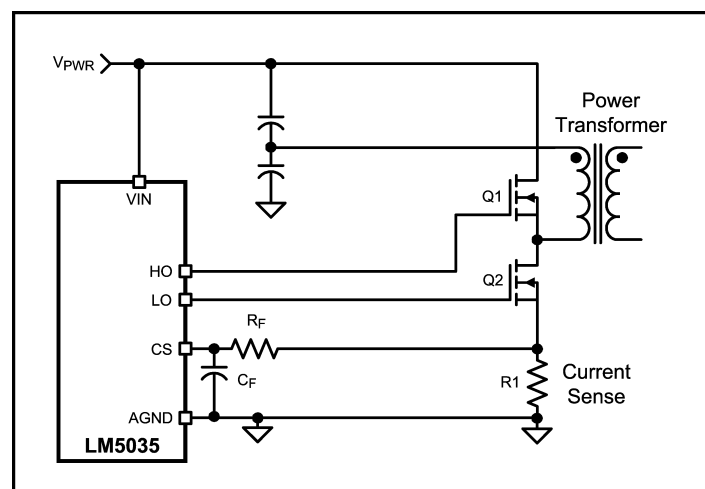 VPWR
Power
Transformer
VIN
Q1
HO
Q2
LO
RF
CS
CF
R1
Current
Sense
AGND
LM5035